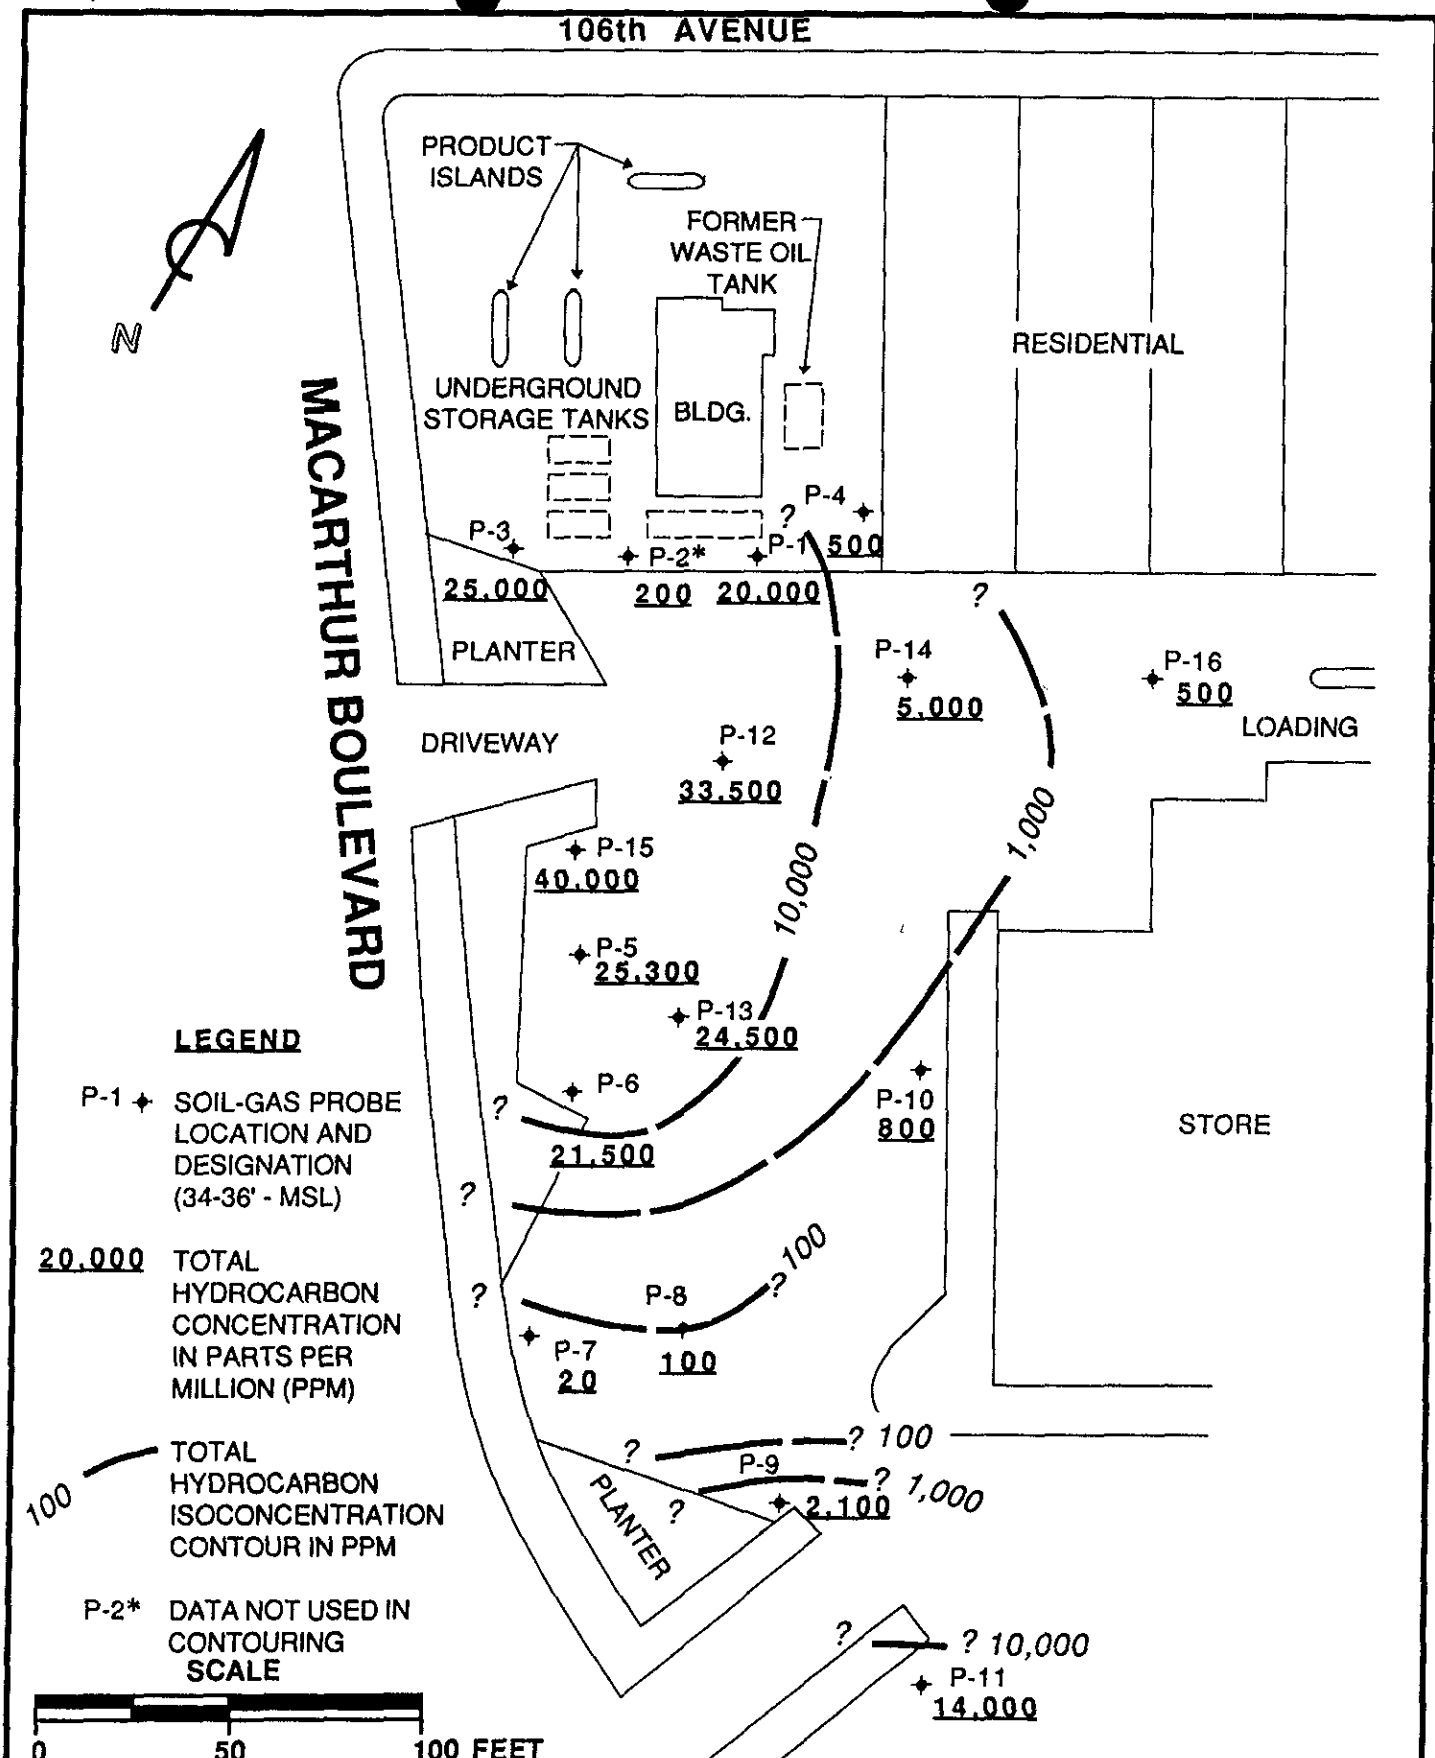 106th AVENUE
PRODUCT
ISLANDS
FORMER
WASTE OIL
TANK
N
RESIDENTIAL
UNDERGROUND
STORAGE TANKS
BLDG.
MACARTHUR BOULEVARD
? P-4
500
P-3
25,000
P-2*
200
P-1
20,000
?
PLANTER
P-14
5,000
P-16
500
LOADING
DRIVEWAY
P-12
33,500
1,000
P-15
40,000
10,000
P-5
25,300
P-13
24,500
P-6
?
21,500
P-10
800
STORE
?
100
?
?
P-8
100
P-7
20
? ? 100
P-9
? ? 1,000
2,100
PLANTER
? ? 10,000
P-11
14,000
LEGEND
P-1 SOIL-GAS PROBE
LOCATION AND
DESIGNATION
(34-36' - MSL)
20,000 TOTAL
HYDROCARBON
CONCENTRATION
IN PARTS PER
MILLION (PPM)
100 TOTAL
HYDROCARBON
ISOCONCENTRATION
CONTOUR IN PPM
P-2* DATA NOT USED IN
CONTOURING
SCALE
0 50 100 FEET